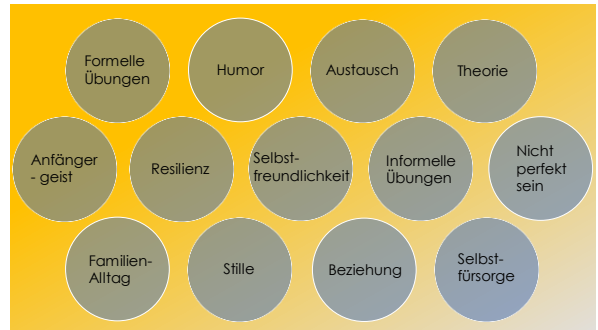 Formelle
Übungen
Humor
Austausch
Theorie
Anfänger
- geist
Resilienz
Selbst-
freundlichkeit
Informelle
Übungen
Nicht
perfekt
sein
Familien-
Alltag
Stille
Beziehung
Selbst-
fürsorge